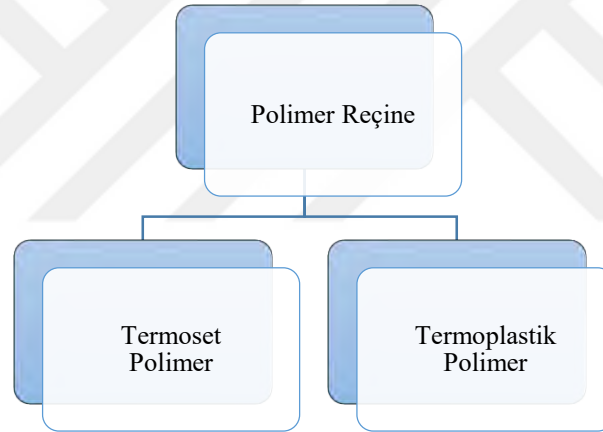 Polimer Reçine
Termoset
Polimer
Termoplastik
Polimer